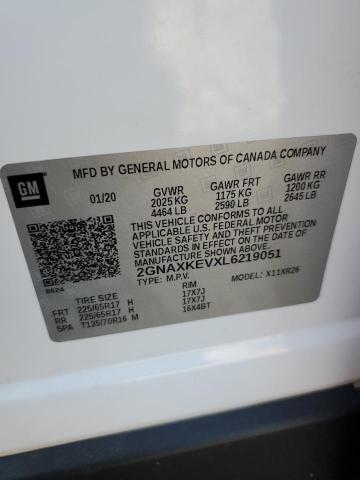 GM
MFD BY GENERAL MOTORS OF CANADA COMPANY
01/20
GVWR GAWR FRT GAWR RR
2025 KG 1175 KG 1200 KG
4464 LB 2590 LB 2645 LB
THIS VEHICLE CONFORMS TO ALL APPLICABLE
U.S. FEDERAL MOTOR
VEHICLE SAFETY, BUMPER, AND THEFT PREVENTION
STANDARDS IN EFFECT ON THE DATE OF
MANUFACTURE SHOWN ABOVE.
2GNAXKEVXL6219051
TYPE: M.P.V. MODEL: X11XR26
8624
TIRE SIZE RIM
FRT 225/65R17 H 17X7J
RR 225/65R17 H 17X7J
SPA T135/70R16 M 16X4BT